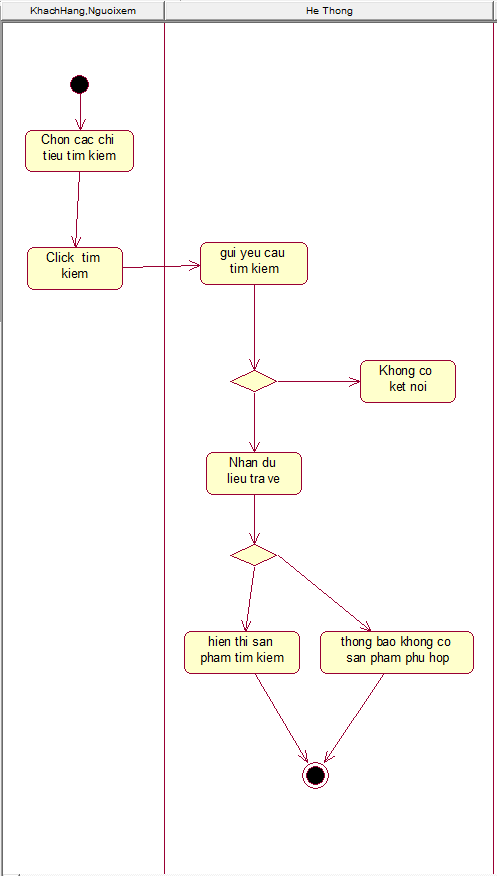 KhachHang,Nguoixem
He Thong
Chon cac chi
tieu tim kiem
Click tim
kiem
gui yeu cau
tim kiem
Khong co
ket noi
Nhan du
lieu tra ve
hien thi san
pham tim kiem
thong bao khong co
san pham phu hop